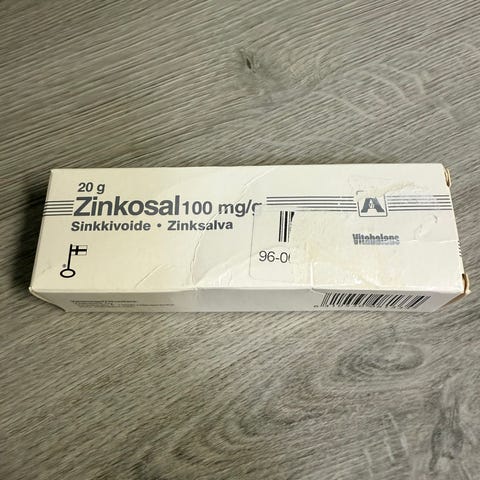 20 g
Zinkosal 100 mg/g
Sinkkivoide • Zinksalva
A
96-0
Vitabalans